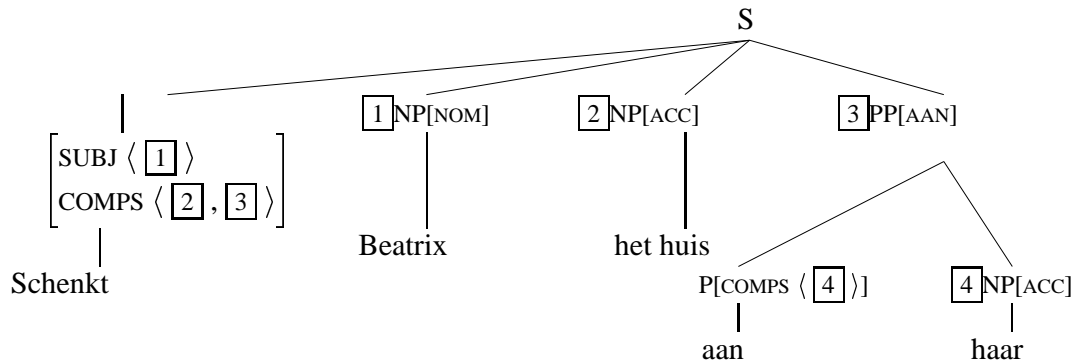 S
1 NP[NOM] 2 NP[ACC] 3 PP[AAN]
SUBJ ⟨ 1 ⟩
COMPS ⟨ 2 , 3 ⟩
Beatrix het huis
Schenkt P[COMPS ⟨ 4 ⟩] 4 NP[ACC]
aan haar